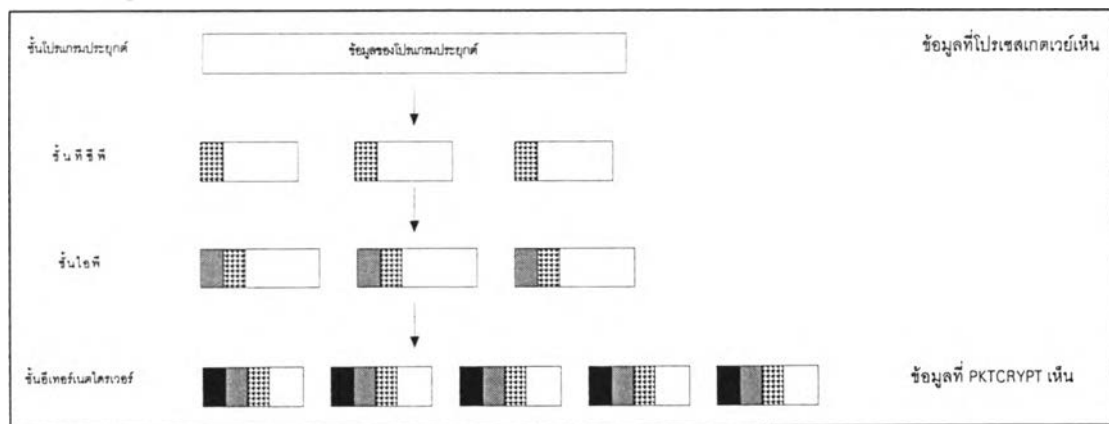 ชั้นโปรแกรมประยุกต์ ข้อมูลของโปรแกรมประยุกต์ ข้อมูลที่โปรเซสเกตเวย์เห็น
ชั้นทีซีพี
ชั้นไอพี
ชั้นอีเทอร์เนตไดรเวอร์ ข้อมูลที่ PKTCRYPT เห็น